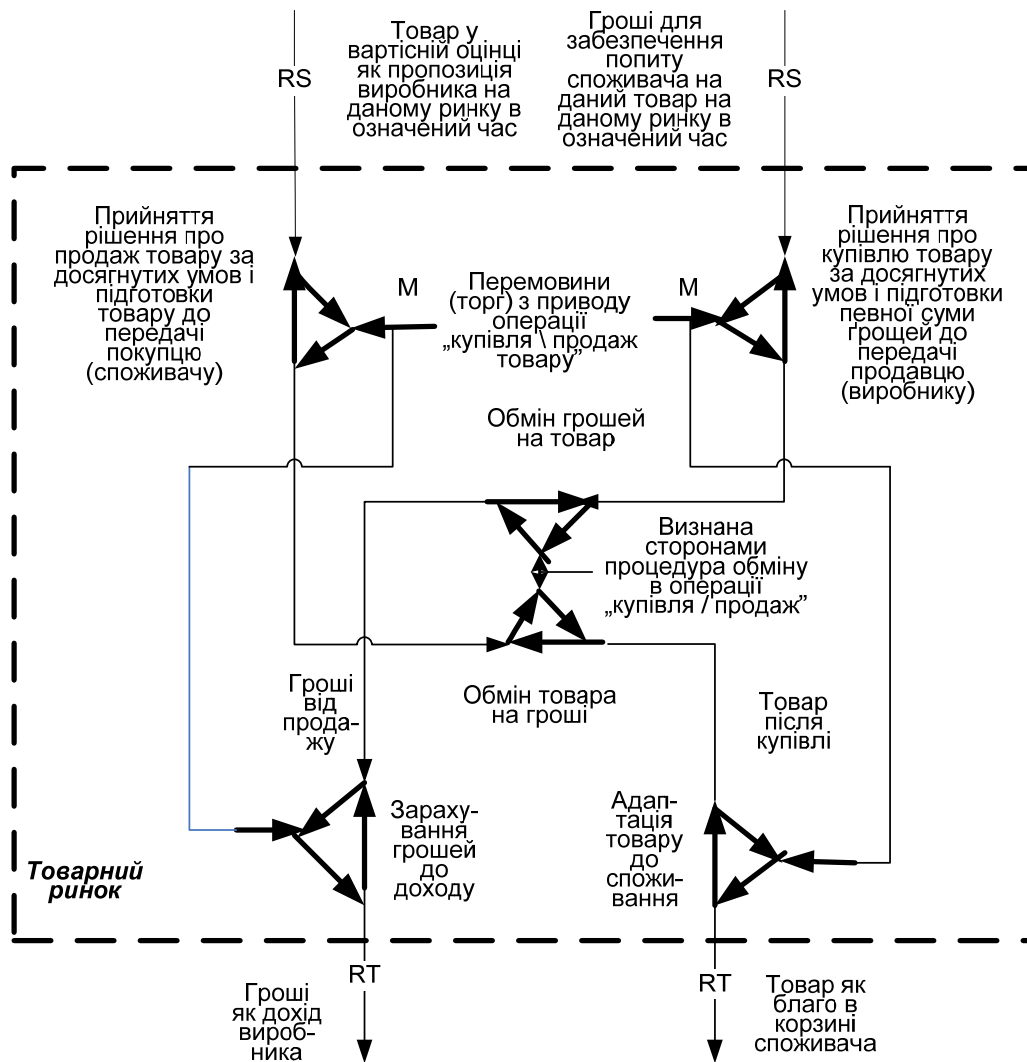 Товар у
вартісній оцінці
як пропозиція
виробника на
даному ринку в
означений час
Гроші для
забезпечення
попиту
споживача на
даний товар на
даному ринку в
означений час
RS
RS
Прийняття
рішення про
продаж товару за
досягнутих умов і
підготовки
товару до
передачі
покупцю
(споживачу)
M
Перемовини
(торг) з приводу
операції
„купівля \ продаж
товару”
M
Прийняття
рішення про
купівлю товару
за досягнутих
умов і підготовки
певної суми
грошей до
передачі
продавцю
(виробнику)
Обмін грошей
на товар
Визнана
сторонами
процедура обміну
в операції
„купівля / продаж”
Гроші
від
прода-
жу
Обмін товара
на гроші
Товар
після
купівлі
Зараху-
вання
грошей
до
доходу
Адап-
тація
товару
до
спожи-
вання
Товарний
ринок
RT
RT
Гроші
як дохід
вироб-
ника
Товар як
благо в
корзині
споживача